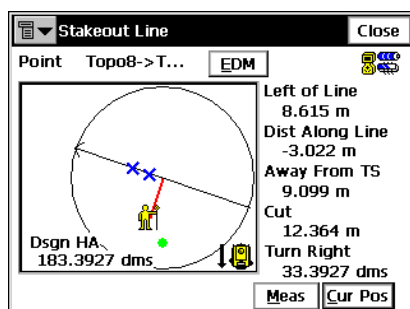 Stakeout Line
Close
Point Topo8->T... EDM
Left of Line
8.615 m
Dist Along Line
-3.022 m
Away From TS
9.099 m
Cut
12.364 m
Turn Right
33.3927 dms
Dsgn HA
183.3927 dms
Meas Cur Pos